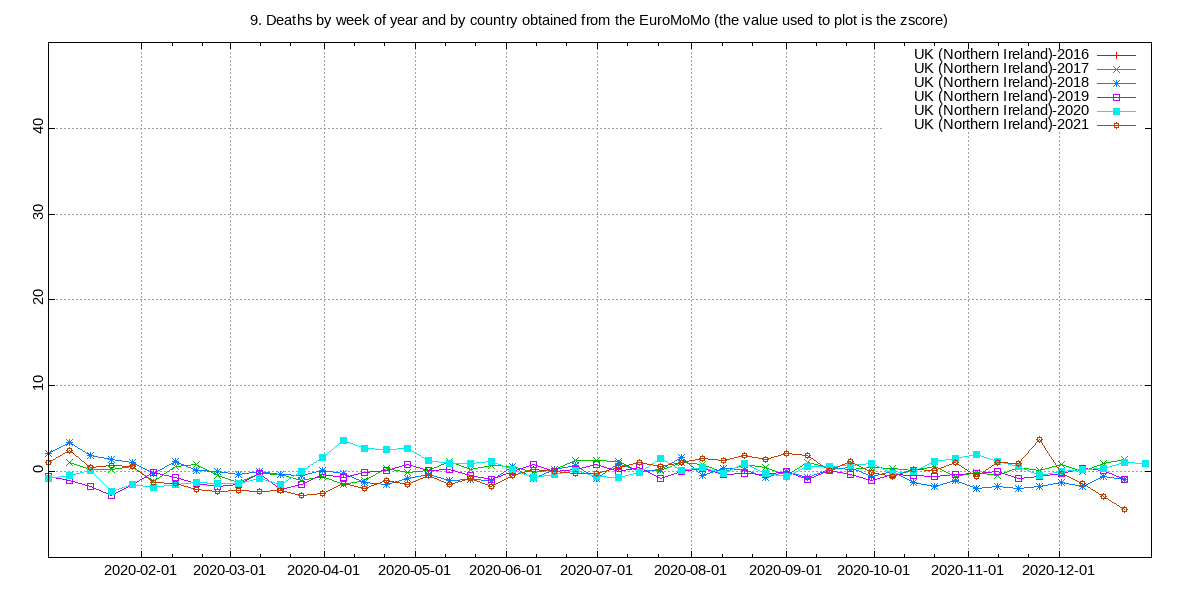 9. Deaths by week of year and by country obtained from the EuroMoMo (the value used to plot is the zscore)
UK (Northern Ireland)-2016
UK (Northern Ireland)-2017
UK (Northern Ireland)-2018
UK (Northern Ireland)-2019
UK (Northern Ireland)-2020
UK (Northern Ireland)-2021
40
30
20
10
0
2020-02-01 2020-03-01 2020-04-01 2020-05-01 2020-06-01 2020-07-01 2020-08-01 2020-09-01 2020-10-01 2020-11-01 2020-12-01